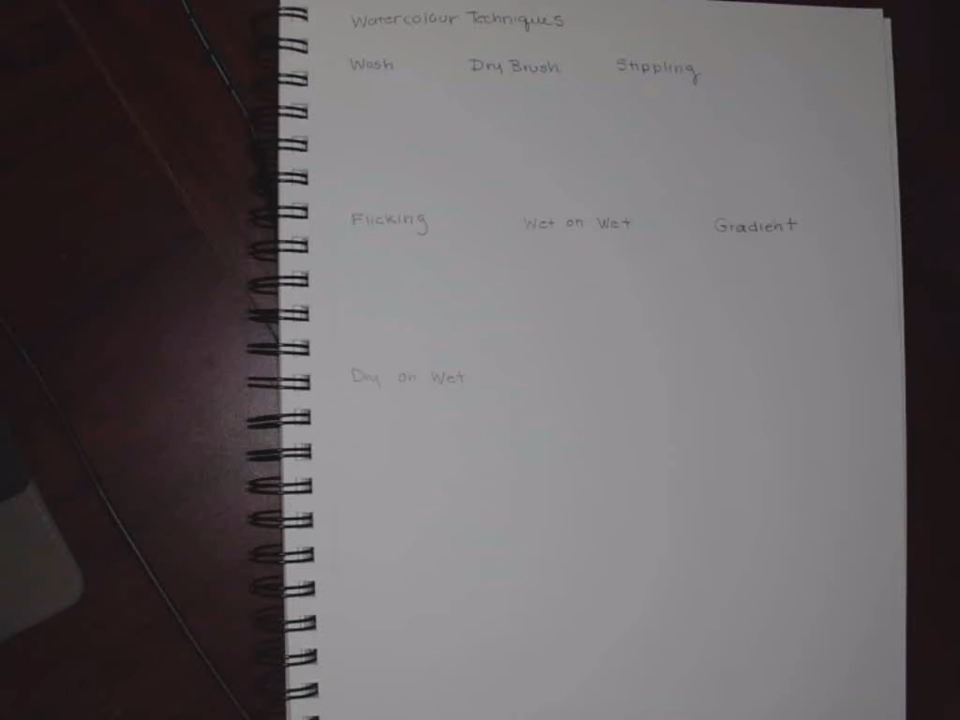 Watercolour Techniques
Wash Dry Brush Stippling
Flicking Wet on Wet Gradient
Dry on Wet